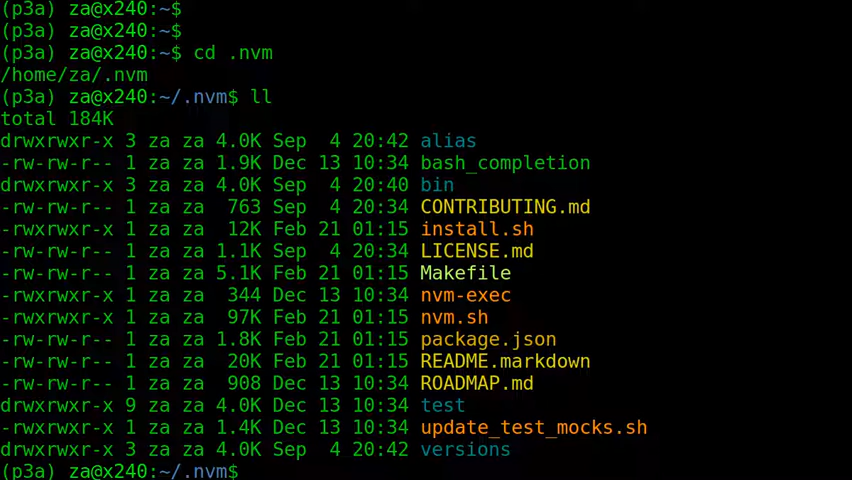 (p3a) za@x240:~$
(p3a) za@x240:~$
(p3a) za@x240:~$ cd .nvm
/home/za/.nvm
(p3a) za@x240:~/.nvm$ ll
total 184K
drwxrwxr-x 3 za za 4.0K Sep  4 20:42 alias
-rw-rw-r-- 1 za za 1.9K Dec 13 10:34 bash_completion
drwxrwxr-x 3 za za 4.0K Sep  4 20:40 bin
-rw-rw-r-- 1 za za  763 Sep  4 20:34 CONTRIBUTING.md
-rwxrwxr-x 1 za za  12K Feb 21 01:15 install.sh
-rw-rw-r-- 1 za za 1.1K Sep  4 20:34 LICENSE.md
-rw-rw-r-- 1 za za 5.1K Feb 21 01:15 Makefile
-rwxrwxr-x 1 za za  344 Dec 13 10:34 nvm-exec
-rwxrwxr-x 1 za za  97K Feb 21 01:15 nvm.sh
-rw-rw-r-- 1 za za 1.8K Feb 21 01:15 package.json
-rw-rw-r-- 1 za za  20K Feb 21 01:15 README.markdown
-rw-rw-r-- 1 za za  908 Dec 13 10:34 ROADMAP.md
drwxrwxr-x 9 za za 4.0K Dec 13 10:34 test
-rwxrwxr-x 1 za za 1.4K Dec 13 10:34 update_test_mocks.sh
drwxrwxr-x 3 za za 4.0K Sep  4 20:42 versions
(p3a) za@x240:~/.nvm$